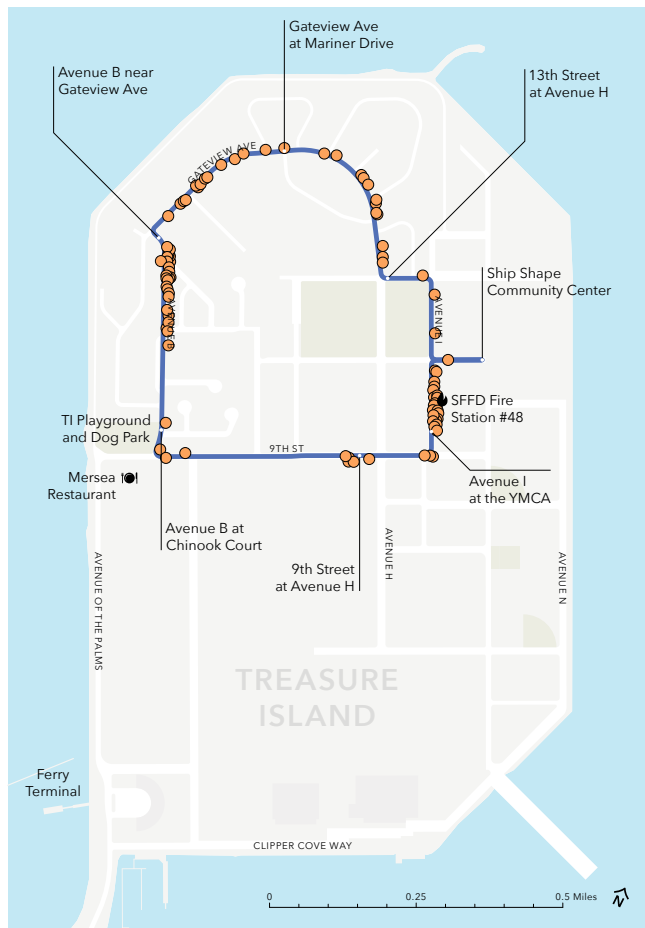 Gateview Ave
at Mariner Drive
Avenue B near
Gateview Ave
13th Street
at Avenue H
GATEVIEW AVE
Ship Shape
Community Center
AVENUE I
AVENUE B
SFFD Fire
Station #48
TI Playground
and Dog Park
9TH ST
Mersea
Restaurant
Avenue I
at the YMCA
Avenue B at
Chinook Court
9th Street
at Avenue H
AVENUE H
AVENUE OF THE PALMS
AVENUE N
TREASURE
ISLAND
Ferry
Terminal
CLIPPER COVE WAY
0 0.25 0.5 Miles
N